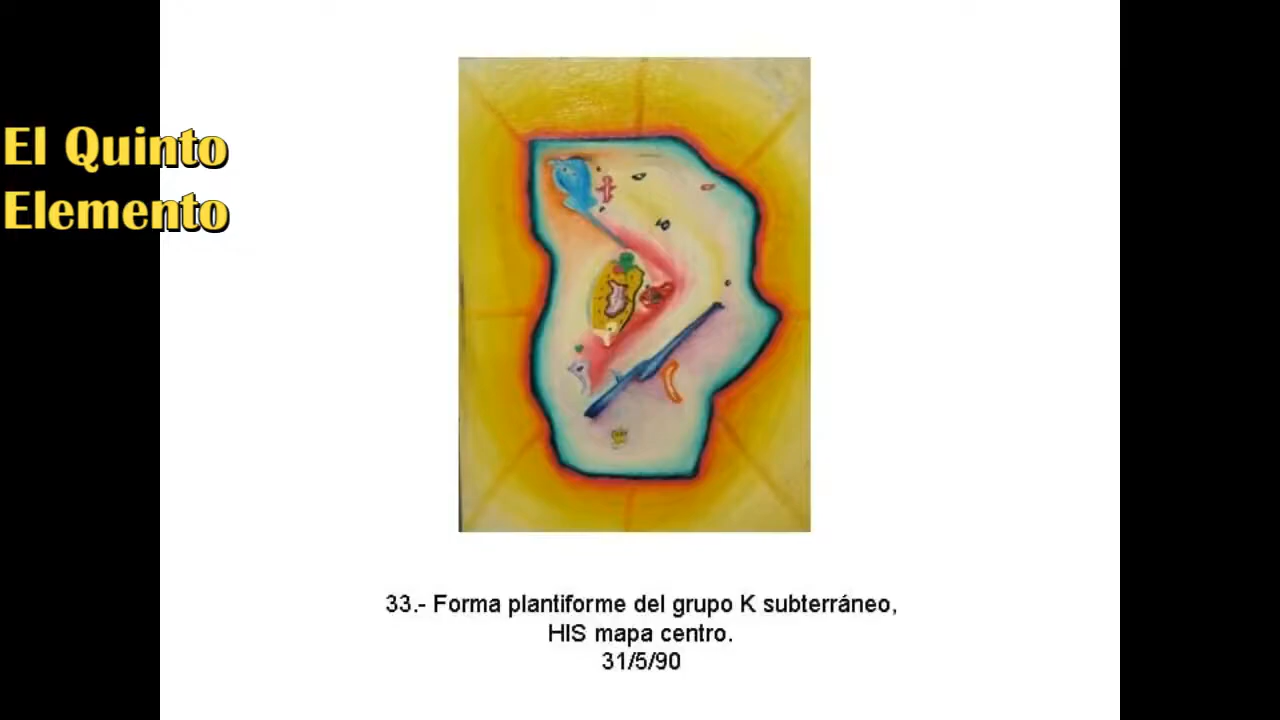 El Quinto
Elemento
33.- Forma plantiforme del grupo K subterráneo,
HIS mapa centro.
31/5/90